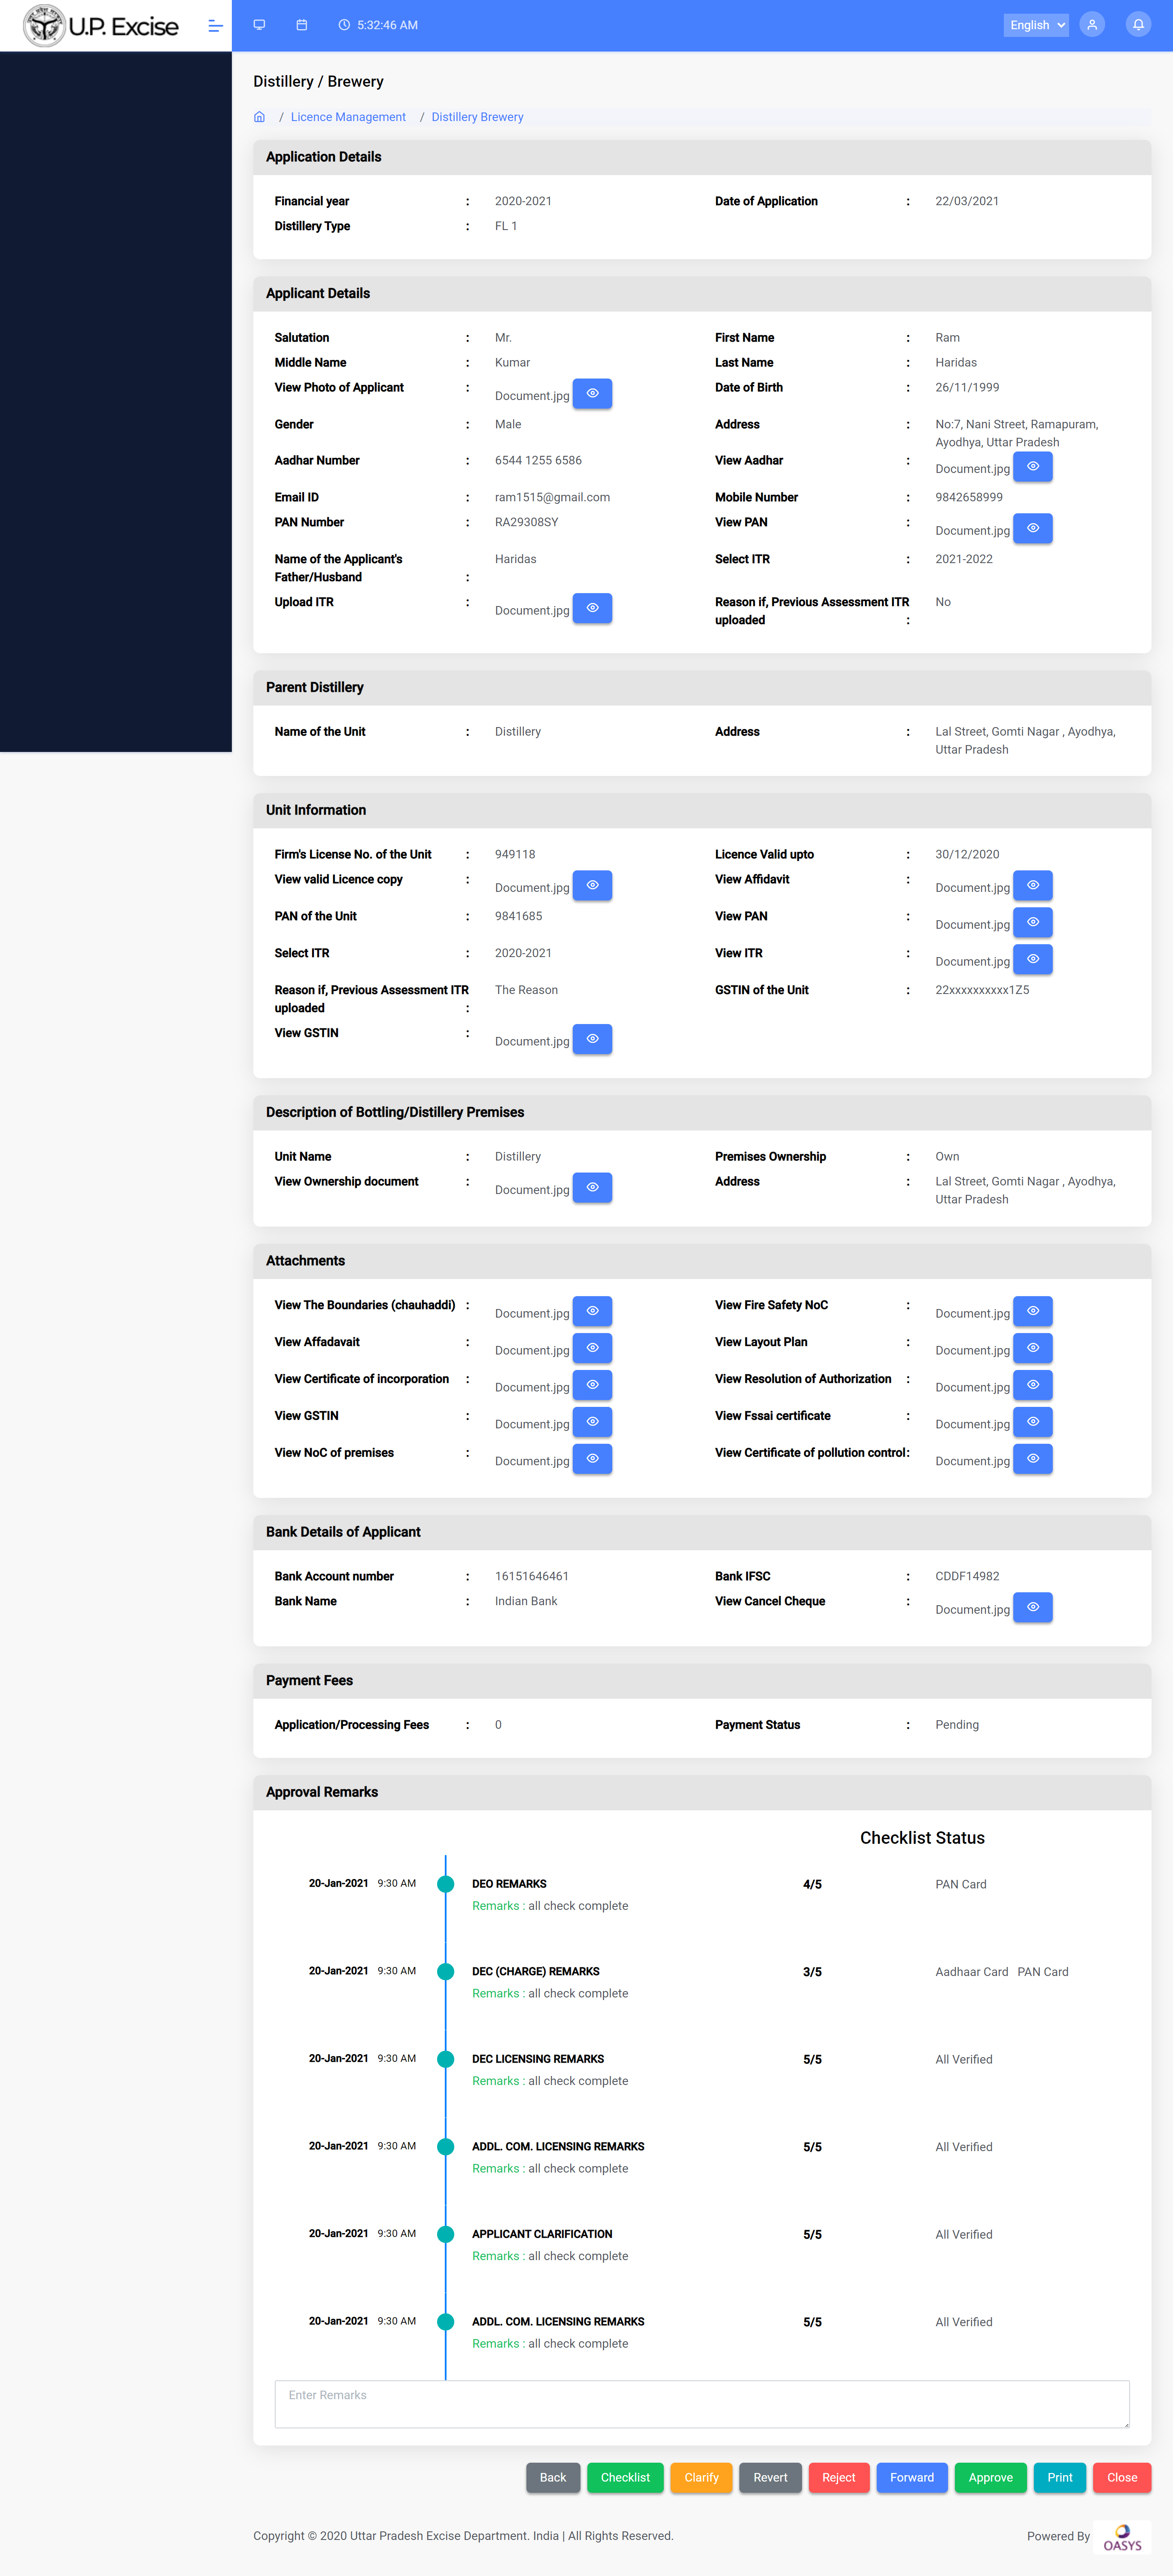 U.P. Excise
5:32:46 AM
English
Distillery / Brewery
/ Licence Management / Distillery Brewery
Application Details
Financial year : 2020-2021 Date of Application : 22/03/2021
Distillery Type : FL 1
Applicant Details
Salutation : Mr. First Name : Ram
Middle Name : Kumar Last Name : Haridas
View Photo of Applicant : Document.jpg Date of Birth : 26/11/1999
Gender : Male Address : No:7, Nani Street, Ramapuram,
Ayodhya, Uttar Pradesh
Aadhar Number : 6544 1255 6586 View Aadhar : Document.jpg
Email ID : ram1515@gmail.com Mobile Number : 9842658999
PAN Number : RA29308SY View PAN : Document.jpg
Name of the Applicant's Haridas Select ITR : 2021-2022
Father/Husband :
Upload ITR : Document.jpg Reason if, Previous Assessment ITR No
uploaded :
Parent Distillery
Name of the Unit : Distillery Address : Lal Street, Gomti Nagar , Ayodhya,
Uttar Pradesh
Unit Information
Firm's License No. of the Unit : 949118 Licence Valid upto : 30/12/2020
View valid Licence copy : Document.jpg View Affidavit : Document.jpg
PAN of the Unit : 9841685 View PAN : Document.jpg
Select ITR : 2020-2021 View ITR : Document.jpg
Reason if, Previous Assessment ITR The Reason GSTIN of the Unit : 22xxxxxxxxxx1Z5
uploaded :
View GSTIN : Document.jpg
Description of Bottling/Distillery Premises
Unit Name : Distillery Premises Ownership : Own
View Ownership document : Document.jpg Address : Lal Street, Gomti Nagar , Ayodhya,
Uttar Pradesh
Attachments
View The Boundaries (chauhaddi) : Document.jpg View Fire Safety NoC : Document.jpg
View Affadavait : Document.jpg View Layout Plan : Document.jpg
View Certificate of incorporation : Document.jpg View Resolution of Authorization : Document.jpg
View GSTIN : Document.jpg View Fssai certificate : Document.jpg
View NoC of premises : Document.jpg View Certificate of pollution control : Document.jpg
Bank Details of Applicant
Bank Account number : 16151646461 Bank IFSC : CDDF14982
Bank Name : Indian Bank View Cancel Cheque : Document.jpg
Payment Fees
Application/Processing Fees : 0 Payment Status : Pending
Approval Remarks
Checklist Status
20-Jan-2021 9:30 AM DEO REMARKS 4/5 PAN Card
Remarks : all check complete
20-Jan-2021 9:30 AM DEC (CHARGE) REMARKS 3/5 Aadhaar Card PAN Card
Remarks : all check complete
20-Jan-2021 9:30 AM DEC LICENSING REMARKS 5/5 All Verified
Remarks : all check complete
20-Jan-2021 9:30 AM ADDL. COM. LICENSING REMARKS 5/5 All Verified
Remarks : all check complete
20-Jan-2021 9:30 AM APPLICANT CLARIFICATION 5/5 All Verified
Remarks : all check complete
20-Jan-2021 9:30 AM ADDL. COM. LICENSING REMARKS 5/5 All Verified
Remarks : all check complete
Enter Remarks
Back Checklist Clarify Revert Reject Forward Approve Print Close
Copyright © 2020 Uttar Pradesh Excise Department. India | All Rights Reserved. Powered By OASYS